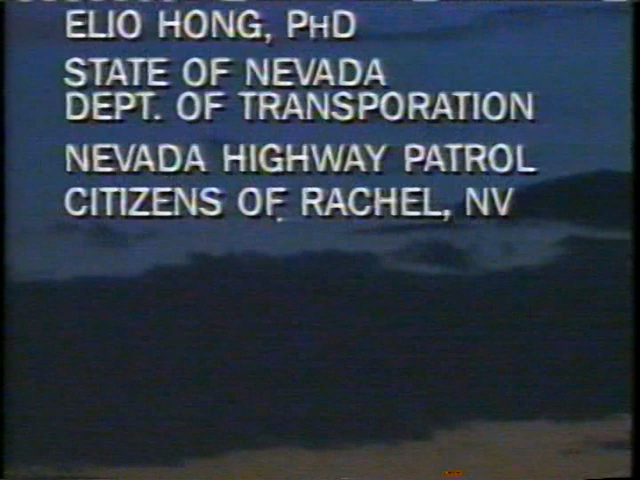 ELIO HONG, PHD
STATE OF NEVADA
DEPT. OF TRANSPORATION
NEVADA HIGHWAY PATROL
CITIZENS OF RACHEL, NV